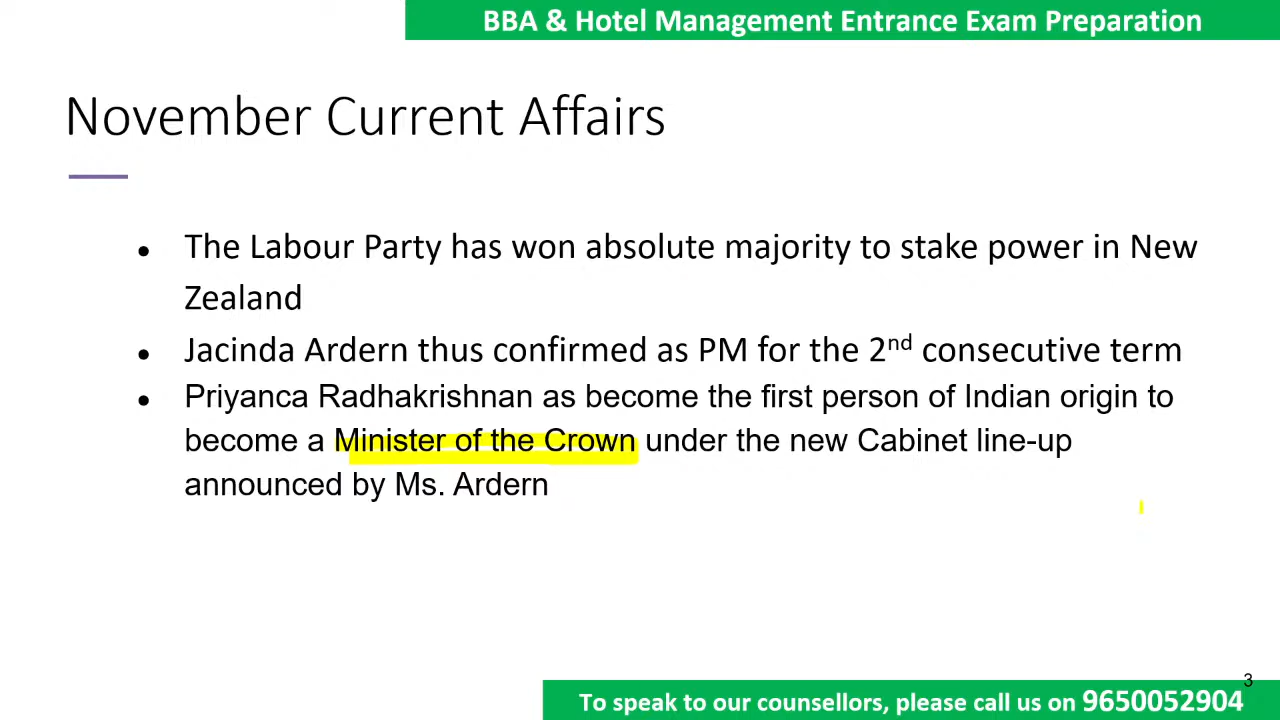 BBA & Hotel Management Entrance Exam Preparation
November Current Affairs
• The Labour Party has won absolute majority to stake power in New
Zealand
• Jacinda Ardern thus confirmed as PM for the 2nd consecutive term
• Priyanca Radhakrishnan as become the first person of Indian origin to
become a Minister of the Crown under the new Cabinet line-up
announced by Ms. Ardern
3
To speak to our counsellors, please call us on 9650052904